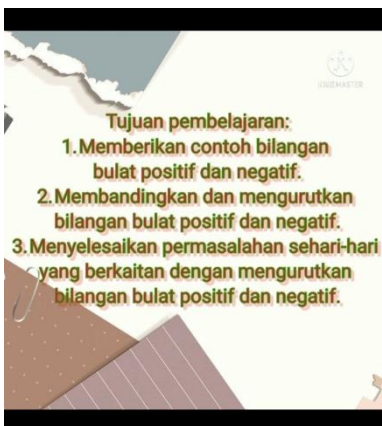 KINEMASTER
Tujuan pembelajaran:
1. Memberikan contoh bilangan
bulat positif dan negatif.
2. Membandingkan dan mengurutkan
bilangan bulat positif dan negatif.
3. Menyelesaikan permasalahan sehari-hari
yang berkaitan dengan mengurutkan
bilangan bulat positif dan negatif.